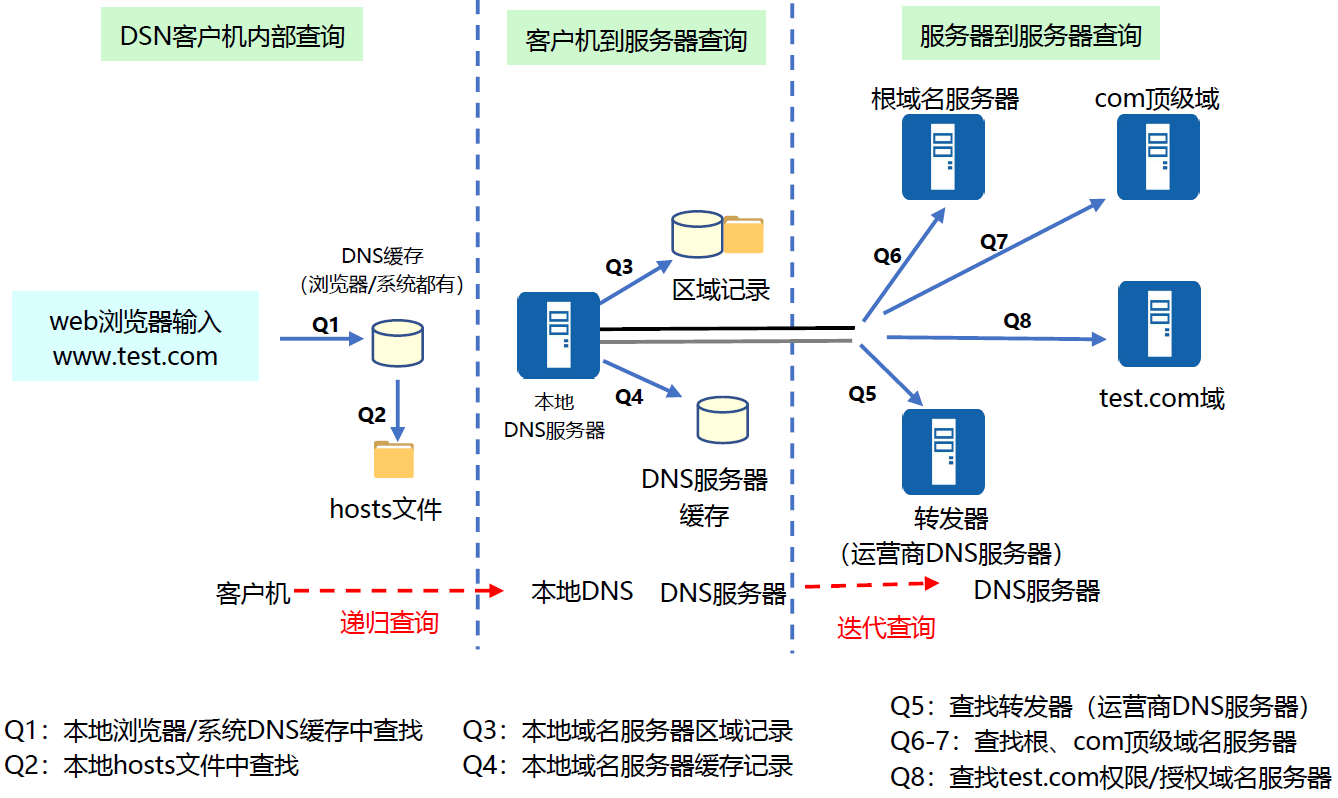 DSN客户机内部查询
客户机到服务器查询
服务器到服务器查询
根域名服务器
com顶级域
DNS缓存
（浏览器/系统都有）
web浏览器输入
www.test.com
Q1
Q2
hosts文件
Q3
区域记录
本地
DNS服务器
Q4
DNS服务器
缓存
Q6
Q7
Q8
test.com域
Q5
转发器
（运营商DNS服务器）
客户机
递归查询
本地DNS
DNS服务器
迭代查询
DNS服务器
Q1：本地浏览器/系统DNS缓存中查找
Q2：本地hosts文件中查找
Q3：本地域名服务器区域记录
Q4：本地域名服务器缓存记录
Q5：查找转发器（运营商DNS服务器）
Q6-7：查找根、com顶级域名服务器
Q8：查找test.com权限/授权域名服务器